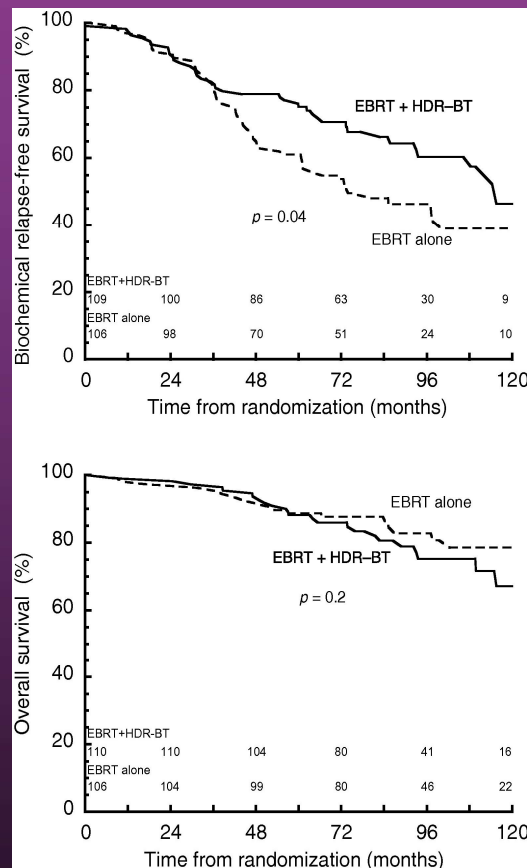 Biochemical relapse-free survival (%)
100
80
60
40
20
0
EBRT + HDR–BT
EBRT alone
p = 0.04
EBRT+HDR-BT
109 100 86 63 30 9
EBRT alone
106 98 70 51 24 10
0 24 48 72 96 120
Time from randomization (months)
Overall survival (%)
100
80
60
40
20
0
EBRT alone
EBRT + HDR–BT
p = 0.2
EBRT+HDR-BT
110 110 104 80 41 16
EBRT alone
106 104 99 80 46 22
0 24 48 72 96 120
Time from randomization (months)